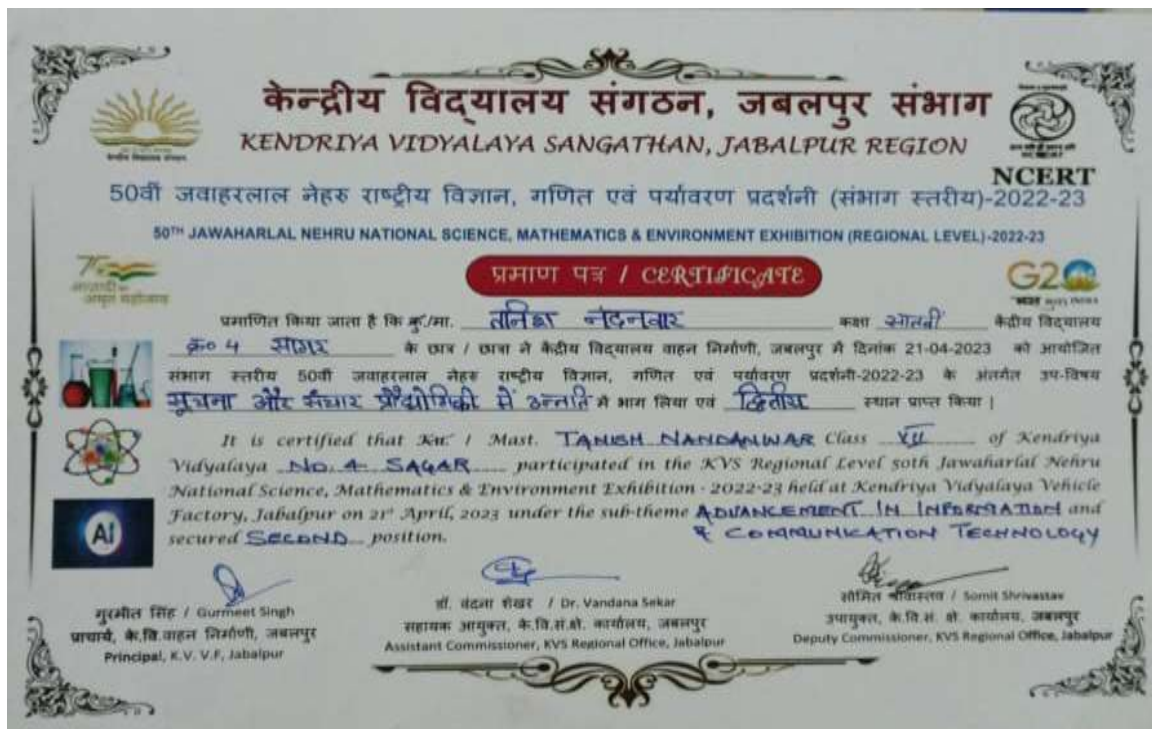 केन्द्रीय विद्यालय संगठन, जबलपुर संभाग
KENDRIYA VIDYALAYA SANGATHAN, JABALPUR REGION
NCERT
50वीं जवाहरलाल नेहरु राष्ट्रीय विज्ञान, गणित एवं पर्यावरण प्रदर्शनी (संभाग स्तरीय)-2022-23
50TH JAWAHARLAL NEHRU NATIONAL SCIENCE, MATHEMATICS & ENVIRONMENT EXHIBITION (REGIONAL LEVEL)-2022-23
आज़ादी का
अमृत महोत्सव
प्रमाण पत्र / CERTIFICATE
G20
भारत 2023 INDIA
प्रमाणित किया जाता है कि कु/मा. तनिश नंदनवार कक्षा सातवीं केंद्रीय विद्यालय
क्र० 4 सागर के छात्र / छात्रा ने केंद्रीय विद्यालय वाहन निर्माणी, जबलपुर में दिनांक 21-04-2023 को आयोजित
संभाग स्तरीय 50वीं जवाहरलाल नेहरु राष्ट्रीय विज्ञान, गणित एवं पर्यावरण प्रदर्शनी-2022-23 के अंतर्गत उप-विषय
सूचना और संचार प्रौद्योगिकी में उन्नति में भाग लिया एवं द्वितीय स्थान प्राप्त किया |
It is certified that Ku. / Mast. TANISH NANDANWAR Class VII of Kendriya
Vidyalaya No. 4 SAGAR participated in the KVS Regional Level 50th Jawaharlal Nehru
National Science, Mathematics & Environment Exhibition - 2022-23 held at Kendriya Vidyalaya Vehicle
Factory, Jabalpur on 21st April, 2023 under the sub-theme ADVANCEMENT IN INFORMATION and
secured SECOND position. & COMMUNICATION TECHNOLOGY
AI
गुरमीत सिंह / Gurmeet Singh
प्राचार्य, के.वि.वाहन निर्माणी, जबलपुर
Principal, K.V. V.F, Jabalpur
डॉ. वंदना शेखर / Dr. Vandana Sekar
सहायक आयुक्त, के.वि.सं.क्षे. कार्यालय, जबलपुर
Assistant Commissioner, KVS Regional Office, Jabalpur
सोमित श्रीवास्तव / Somit Shrivastav
उपायुक्त, के.वि.सं. क्षे. कार्यालय, जबलपुर
Deputy Commissioner, KVS Regional Office, Jabalpur